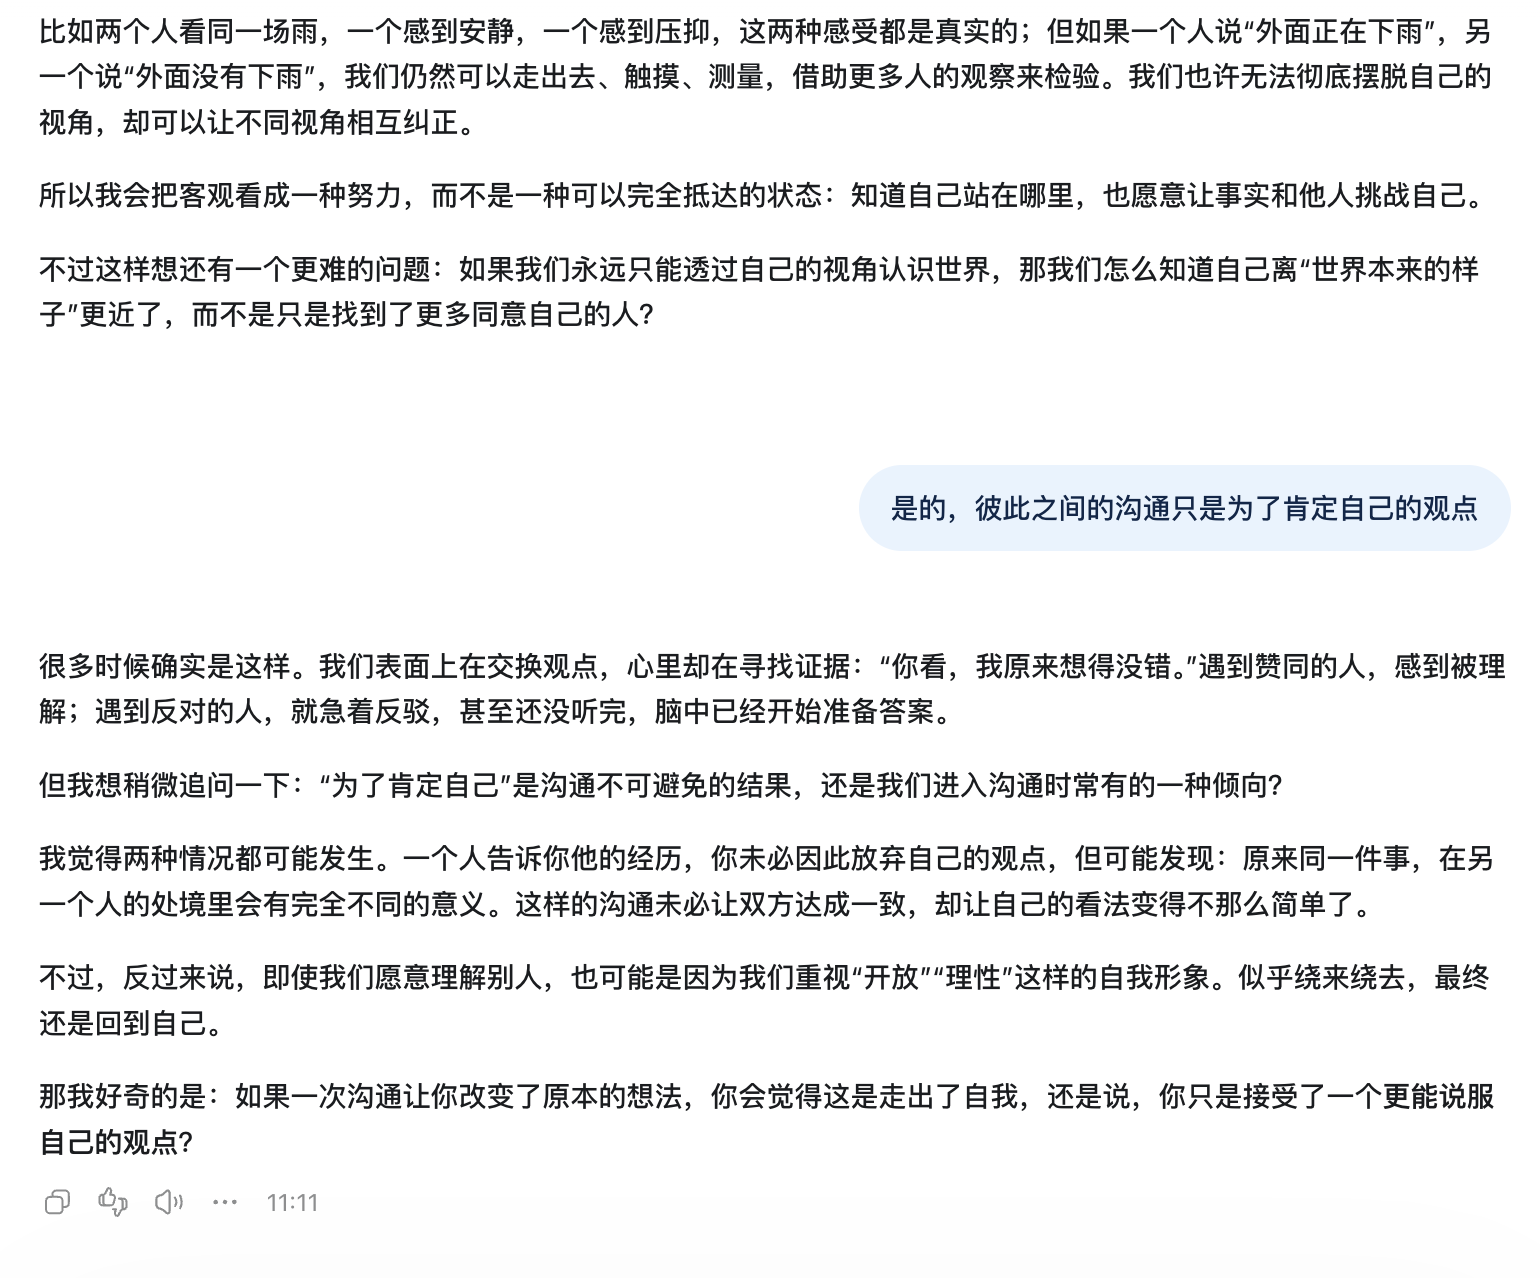 比如两个人看同一场雨，一个感到安静，一个感到压抑，这两种感受都是真实的；但如果一个人说“外面正在下雨”，另
一个说“外面没有下雨”，我们仍然可以走出去、触摸、测量，借助更多人的观察来检验。我们也许无法彻底摆脱自己的
视角，却可以让不同视角相互纠正。
所以我会把客观看成一种努力，而不是一种可以完全抵达的状态：知道自己站在哪里，也愿意让事实和他人挑战自己。
不过这样想还有一个更难的问题：如果我们永远只能透过自己的视角认识世界，那我们怎么知道自己离“世界本来的样
子”更近了，而不是只是找到了更多同意自己的人？
是的，彼此之间的沟通只是为了肯定自己的观点
很多时候确实是这样。我们表面上在交换观点，心里却在寻找证据：“你看，我原来想得没错。”遇到赞同的人，感到被理
解；遇到反对的人，就急着反驳，甚至还没听完，脑中已经开始准备答案。
但我想稍微追问一下：“为了肯定自己”是沟通不可避免的结果，还是我们进入沟通时常有的一种倾向？
我觉得两种情况都可能发生。一个人告诉你他的经历，你未必因此放弃自己的观点，但可能发现：原来同一件事，在另
一个人的处境里会有完全不同的意义。这样的沟通未必让双方达成一致，却让自己的看法变得不那么简单了。
不过，反过来说，即使我们愿意理解别人，也可能是因为我们重视“开放”“理性”这样的自我形象。似乎绕来绕去，最终
还是回到自己。
那我好奇的是：如果一次沟通让你改变了原本的想法，你会觉得这是走出了自我，还是说，你只是接受了一个更能说服
自己的观点？
11:11